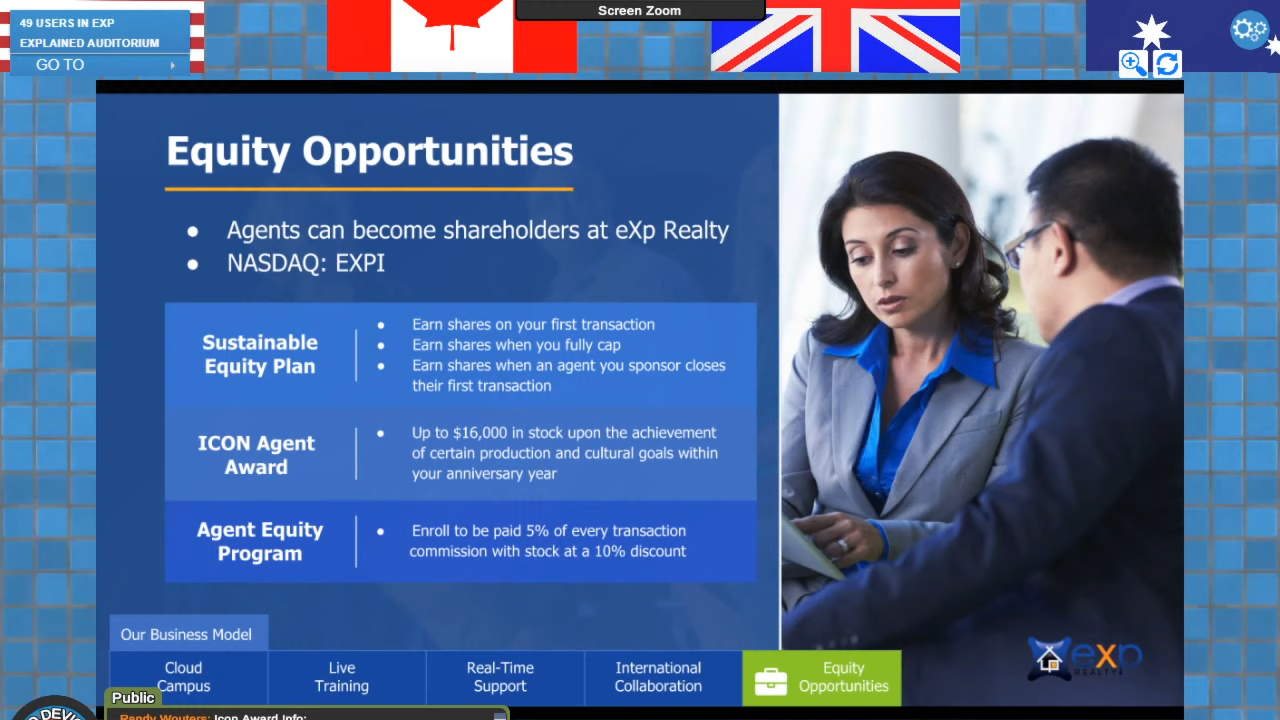 Screen Zoom
49 USERS IN EXP
EXPLAINED AUDITORIUM
GO TO
Equity Opportunities
● Agents can become shareholders at eXp Realty
● NASDAQ: EXPI
Sustainable
Equity Plan
● Earn shares on your first transaction
● Earn shares when you fully cap
● Earn shares when an agent you sponsor closes
their first transaction
ICON Agent
Award
● Up to $16,000 in stock upon the achievement
of certain production and cultural goals within
your anniversary year
Agent Equity
Program
● Enroll to be paid 5% of every transaction
commission with stock at a 10% discount
eXp
REALTY
Our Business Model
Cloud
Campus
Live
Training
Real-Time
Support
International
Collaboration
Equity
Opportunities
Public
Randy Wouters: Icon Award Info: